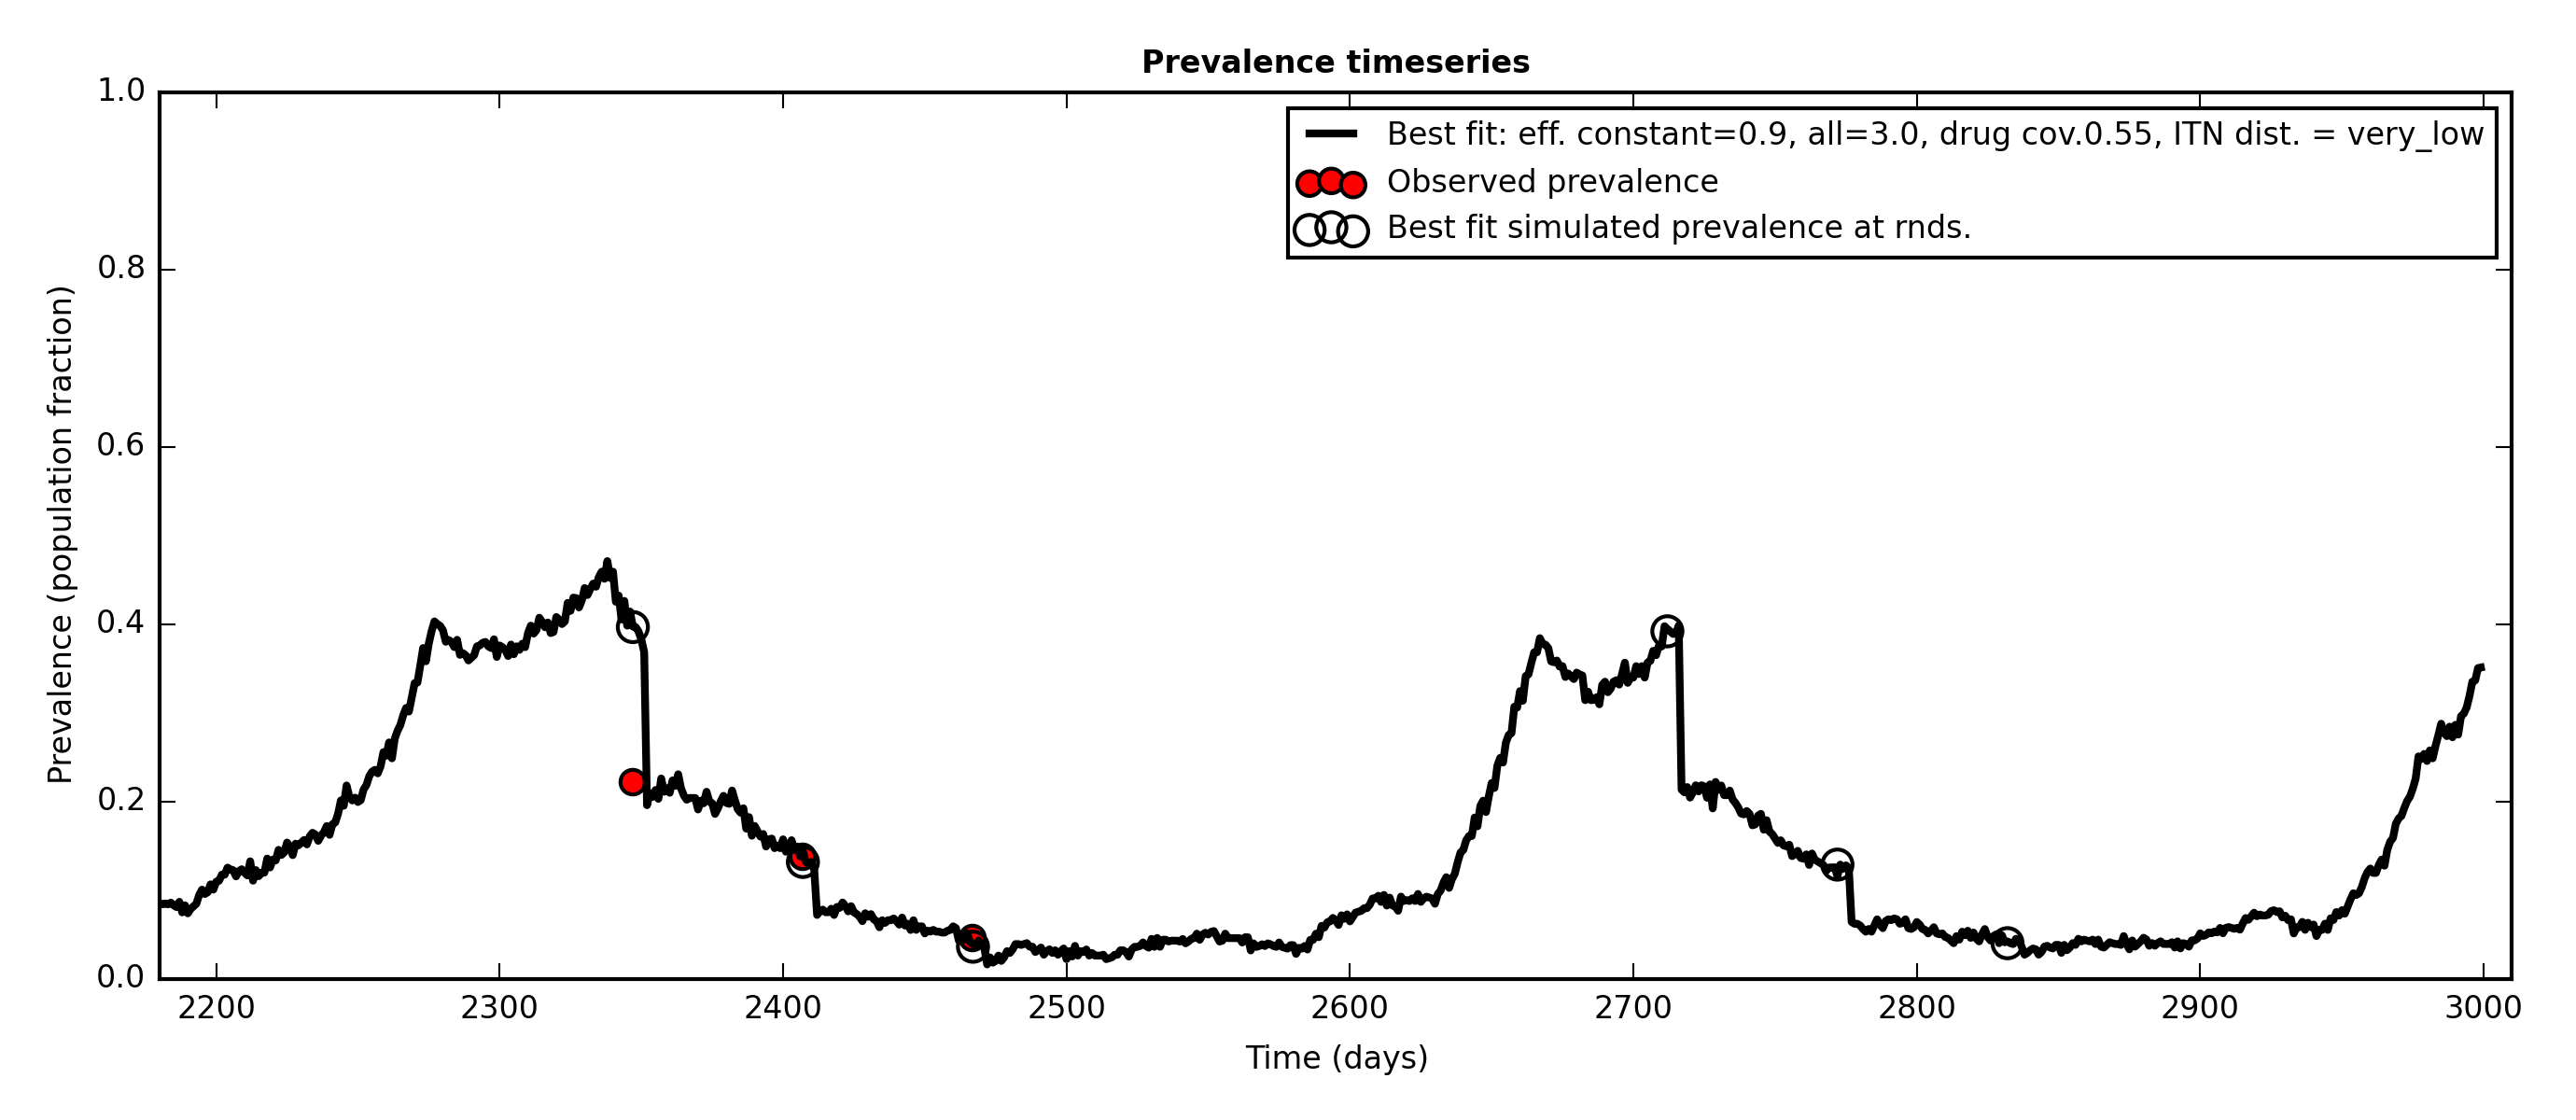 Prevalence timeseries
1.0
0.8
0.6
0.4
0.2
0.0
Prevalence (population fraction)
Best fit: eff. constant=0.9, all=3.0, drug cov.0.55, ITN dist. = very_low
Observed prevalence
Best fit simulated prevalence at rnds.
2200 2300 2400 2500 2600 2700 2800 2900 3000
Time (days)